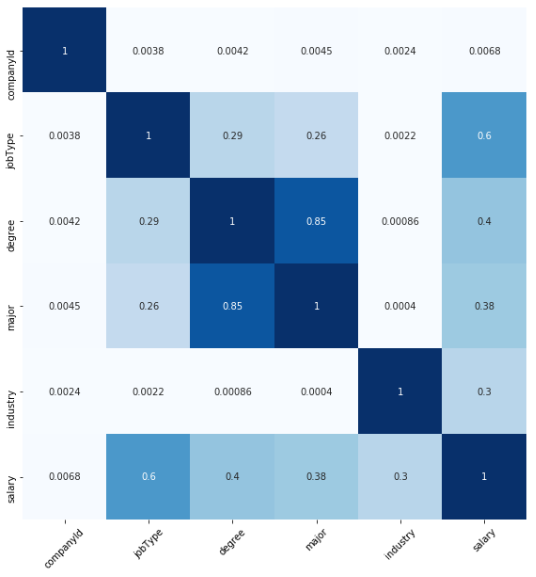 companyId 1 0.0038 0.0042 0.0045 0.0024 0.0068
jobType 0.0038 1 0.29 0.26 0.0022 0.6
degree 0.0042 0.29 1 0.85 0.00086 0.4
major 0.0045 0.26 0.85 1 0.0004 0.38
industry 0.0024 0.0022 0.00086 0.0004 1 0.3
salary 0.0068 0.6 0.4 0.38 0.3 1
companyId jobType degree major industry salary